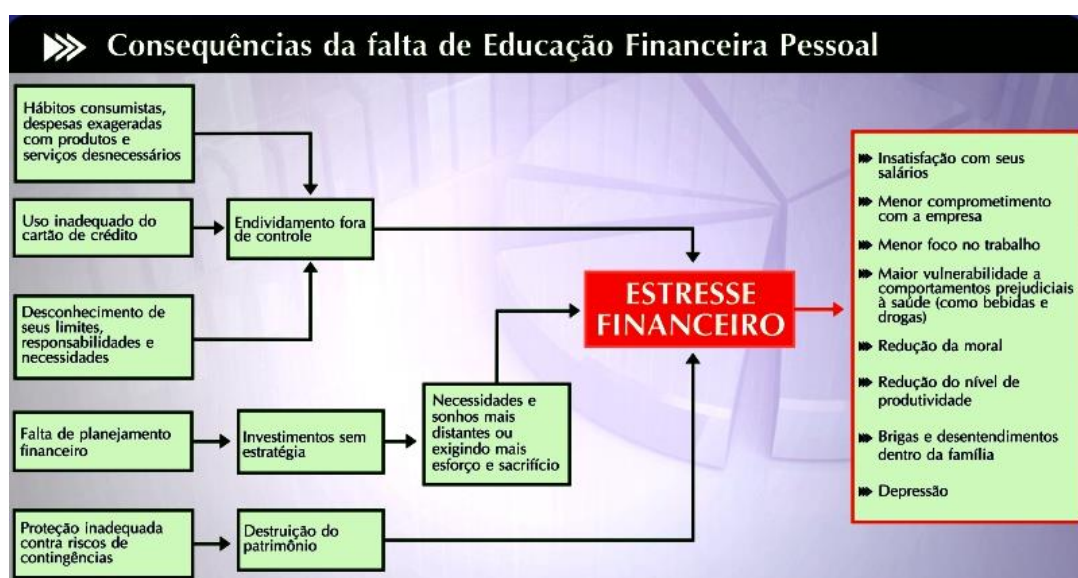 Consequências da falta de Educação Financeira Pessoal
Hábitos consumistas,
despesas exageradas
com produtos e
serviços desnecessários
Uso inadequado do
cartão de crédito
Endividamento fora
de controle
Desconhecimento de
seus limites,
responsabilidades e
necessidades
Falta de planejamento
financeiro
Investimentos sem
estratégia
Necessidades e
sonhos mais
distantes ou
exigindo mais
esforço e sacrifício
Proteção inadequada
contra riscos de
contingências
Destruição do
patrimônio
ESTRESSE
FINANCEIRO
Insatisfação com seus
salários
Menor comprometimento
com a empresa
Menor foco no trabalho
Maior vulnerabilidade a
comportamentos prejudiciais
à saúde (como bebidas e
drogas)
Redução da moral
Redução do nível de
produtividade
Brigas e desentendimentos
dentro da família
Depressão